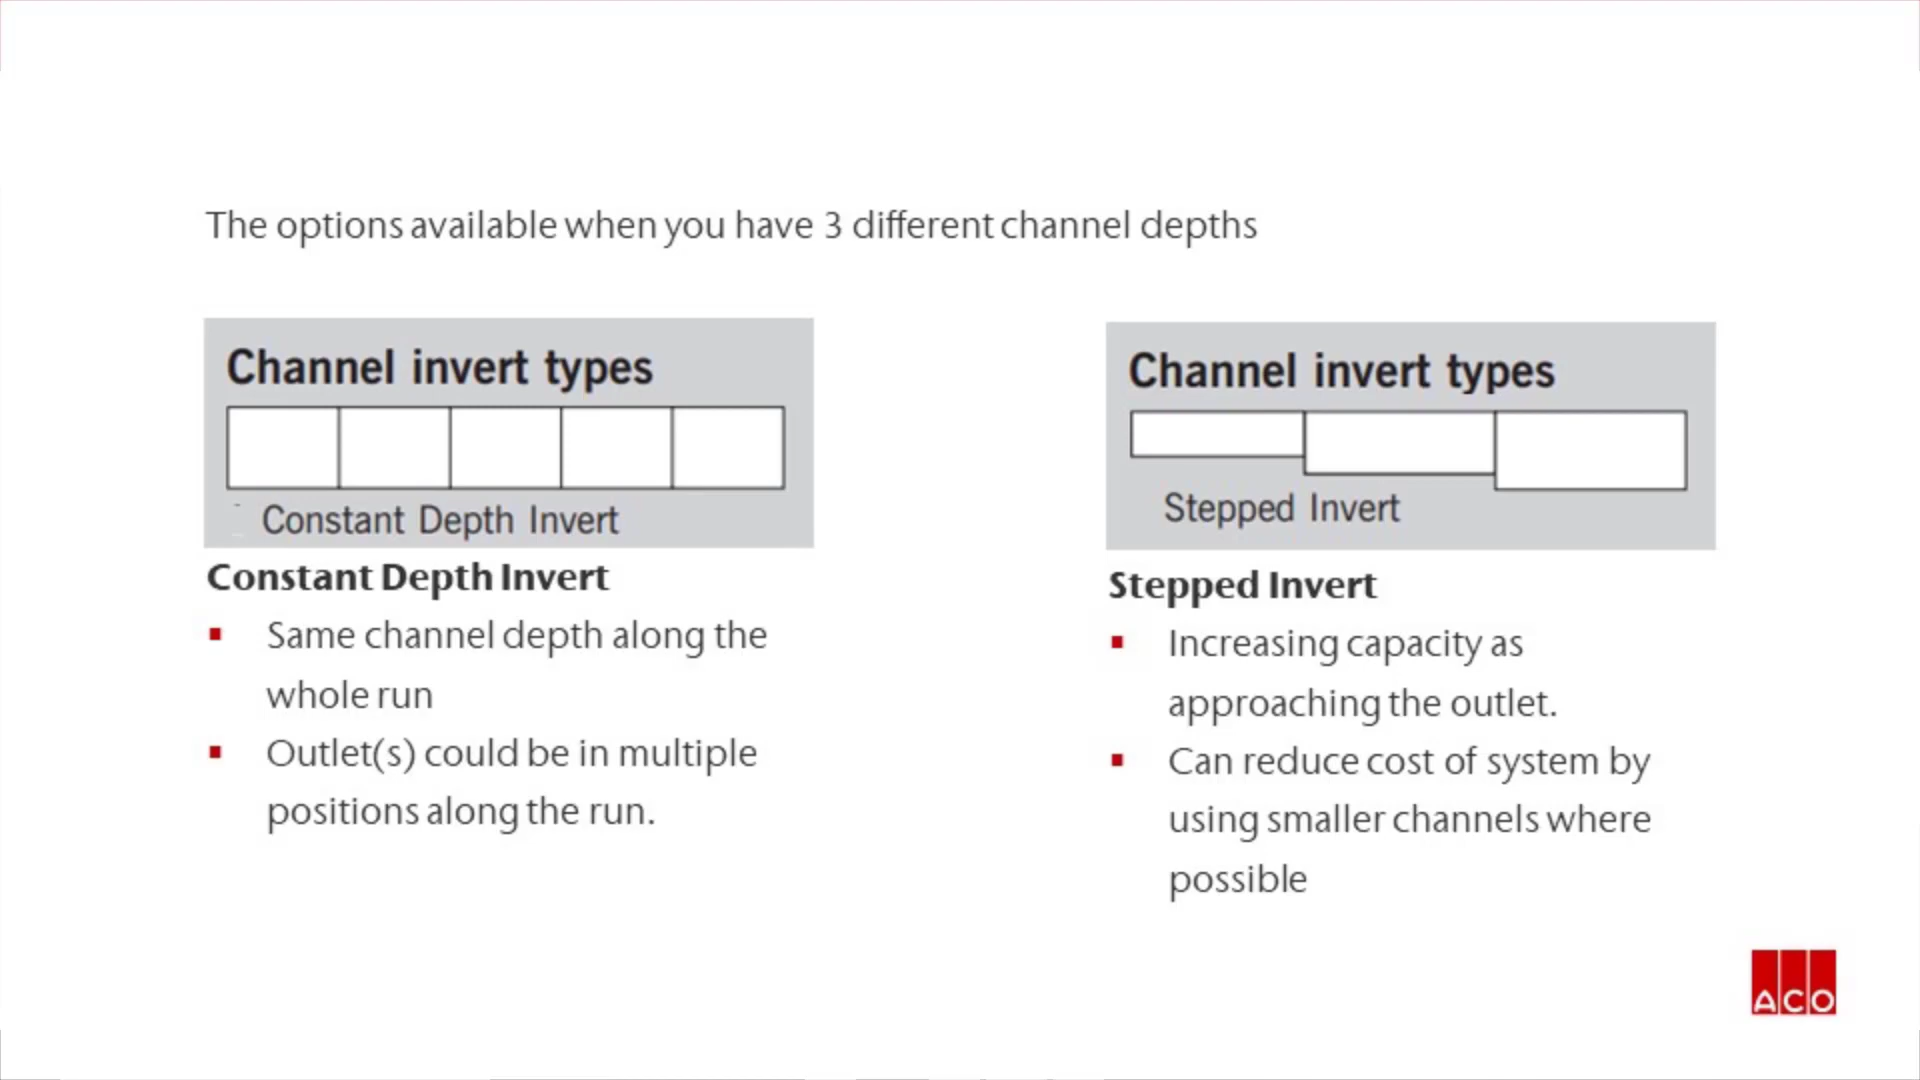 The options available when you have 3 different channel depths
Channel invert types
Constant Depth Invert
Constant Depth Invert
▪ Same channel depth along the
whole run
▪ Outlet(s) could be in multiple
positions along the run.
Channel invert types
Stepped Invert
Stepped Invert
▪ Increasing capacity as
approaching the outlet.
▪ Can reduce cost of system by
using smaller channels where
possible
ACO